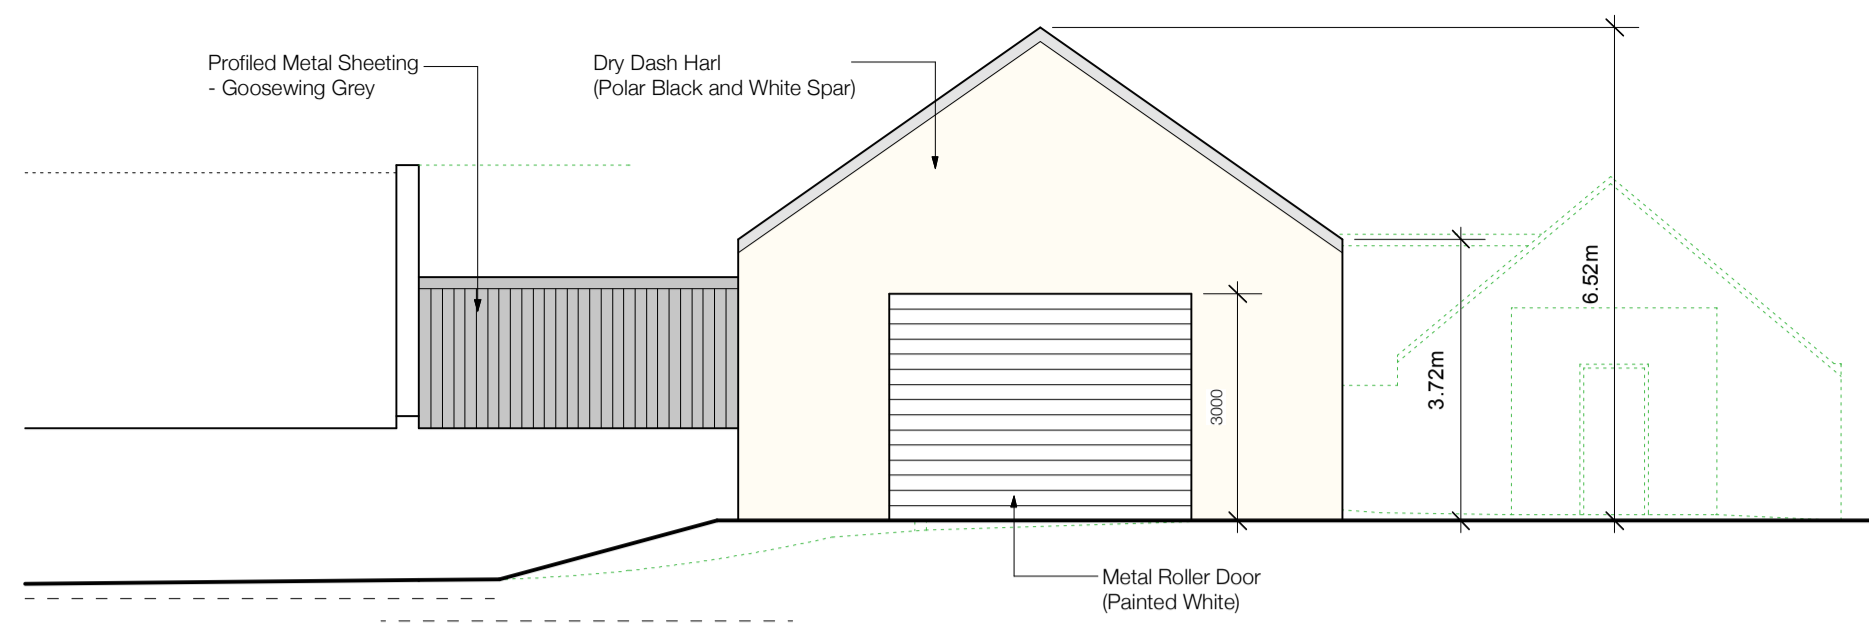 Profiled Metal Sheeting
- Goosewing Grey
Dry Dash Harl
(Polar Black and White Spar)
6.52m
3.72m
3000
Metal Roller Door
(Painted White)